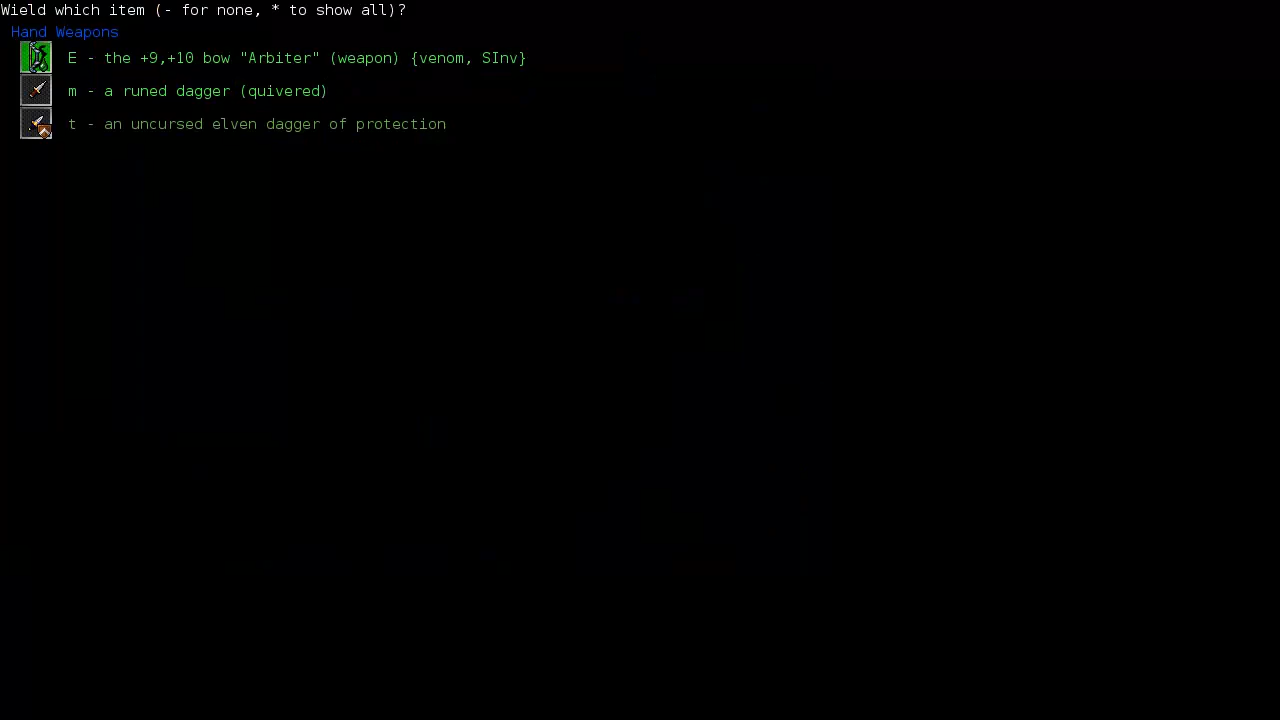 Wield which item (- for none, * to show all)?
Hand Weapons
E - the +9,+10 bow "Arbiter" (weapon) {venom, SInv}
m - a runed dagger (quivered)
t - an uncursed elven dagger of protection